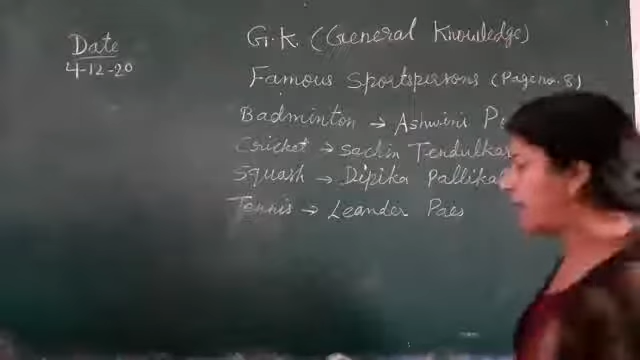 Date
4-12-20
G.K. (General Knowledge)
Famous Sportspersons (Page no. 8)
Badminton → Ashwini
Cricket → Sachin Tendulkar
Squash → Dipika Pallikal
Tennis → Leander Paes